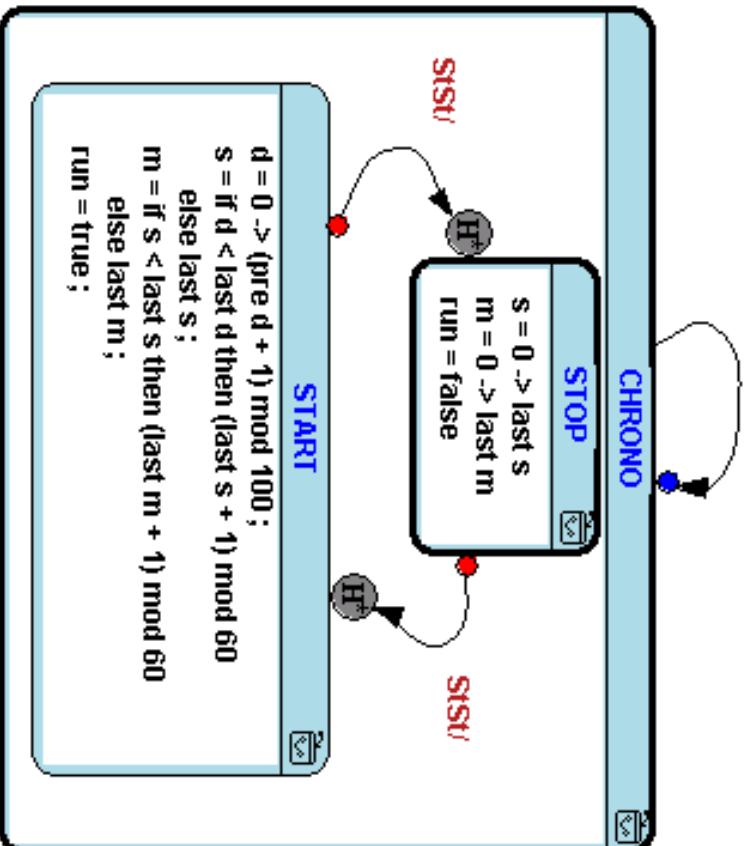 CHRONO
STOP
s = 0 -> last s
m = 0 -> last m
run = false
StSt/
StSt/
H*
H*
START
d = 0 -> (pre d + 1) mod 100 ;
s = if d < last d then (last s + 1) mod 60
else last s ;
m = if s < last s then (last m + 1) mod 60
else last m ;
run = true ;